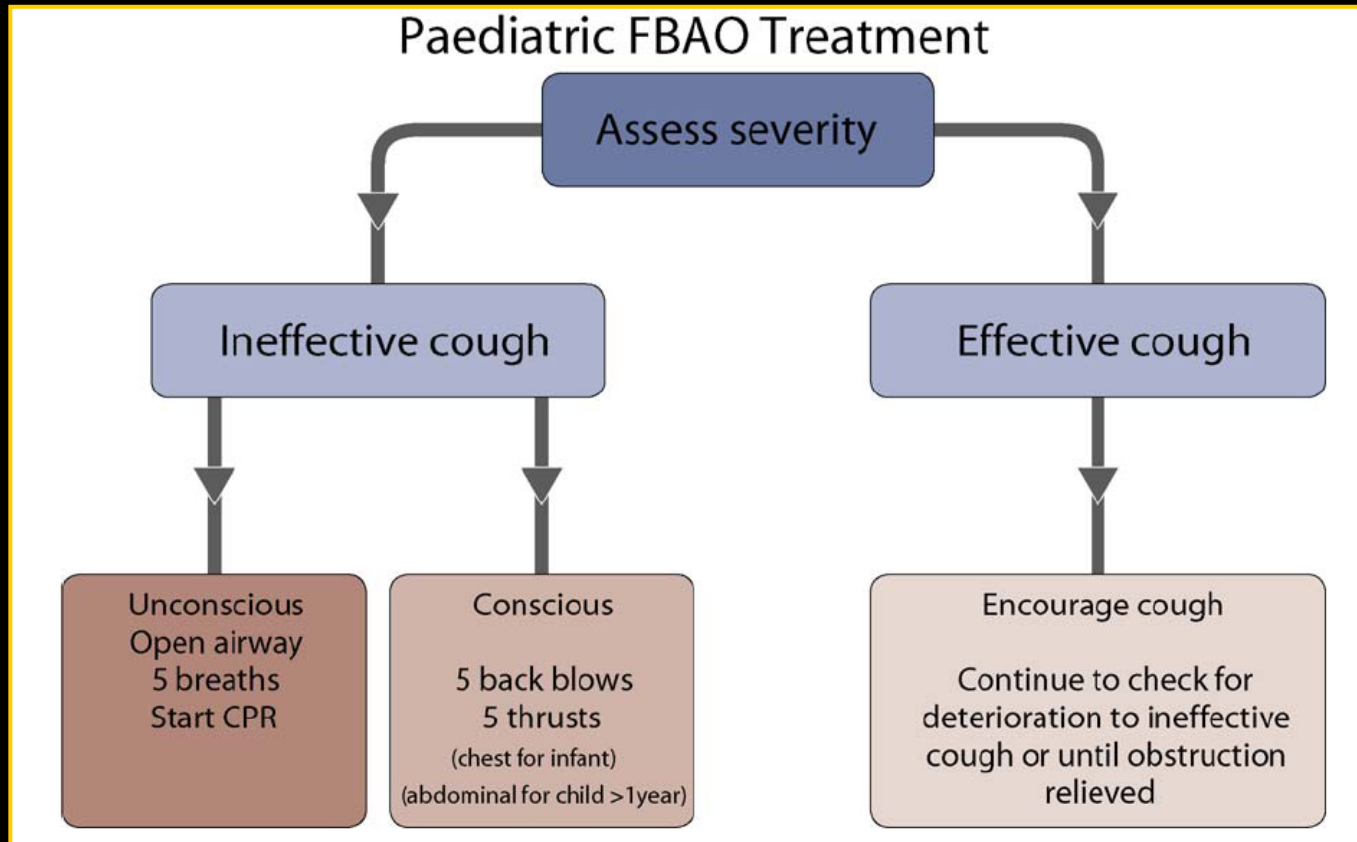 Paediatric FBAO Treatment
Assess severity
Ineffective cough
Effective cough
Unconscious
Open airway
5 breaths
Start CPR
Conscious
5 back blows
5 thrusts
(chest for infant)
(abdominal for child >1year)
Encourage cough
Continue to check for
deterioration to ineffective
cough or until obstruction
relieved